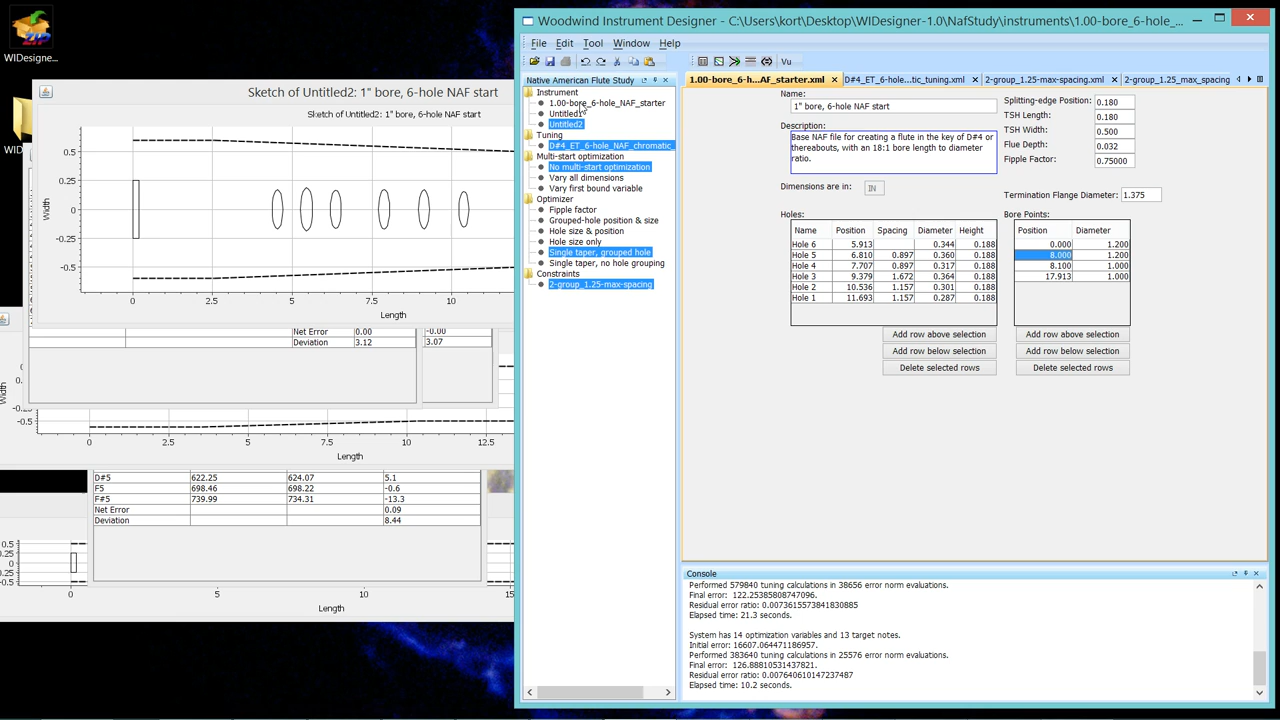 WIDesigne...
WID
Sketch of Untitled2: 1" bore, 6-hole NAF start
Sketch of Untitled2: 1" bore, 6-hole NAF start
0.5
0.25
0
-0.25
-0.5
Width
0
2.5
5
7.5
10
Length
Net Error 0.00 -0.00
Deviation 3.12 3.07
Width
0.
0
-0.2
-0.5
0 2.5 5 7.5 10 12.5
Length
D#5 622.25 624.07 5.1
F5 698.46 698.22 -0.6
F#5 739.99 734.31 -13.3
Net Error 0.09
Deviation 8.44
0.5
0.25
0
0.25
-0.5
0 5 10 15
Length
Woodwind Instrument Designer - C:\Users\kort\Desktop\WIDesigner-1.0\NafStudy\instruments\1.00-bore_6-hole_...
File Edit Tool Window Help
Vu
Native American Flute Study
Instrument
1.00-bore_6-hole_NAF_starter
Untitled1
Untitled2
Tuning
D#4_ET_6-hole_NAF_chromatic_
Multi-start optimization
No multi-start optimization
Vary all dimensions
Vary first bound variable
Optimizer
Fipple factor
Grouped-hole position & size
Hole size & position
Hole size only
Single taper, grouped hole
Single taper, no hole grouping
Constraints
2-group_1.25-max-spacing
1.00-bore_6-h...AF_starter.xml D#4_ET_6-hole...tic_tuning.xml 2-group_1.25-max-spacing.xml 2-group_1.25_max_spacing
Name:
1" bore, 6-hole NAF start
Description:
Base NAF file for creating a flute in the key of D#4 or
thereabouts, with an 18:1 bore length to diameter
ratio.
Dimensions are in: IN
Splitting-edge Position: 0.180
TSH Length: 0.180
TSH Width: 0.500
Flue Depth: 0.032
Fipple Factor: 0.75000
Termination Flange Diameter: 1.375
Holes:
Name Position Spacing Diameter Height
Hole 6 5.913 0.344 0.188
Hole 5 6.810 0.897 0.360 0.188
Hole 4 7.707 0.897 0.317 0.188
Hole 3 9.379 1.672 0.364 0.188
Hole 2 10.536 1.157 0.301 0.188
Hole 1 11.693 1.157 0.287 0.188
Add row above selection
Add row below selection
Delete selected rows
Bore Points:
Position Diameter
0.000 1.200
8.000 1.200
8.100 1.000
17.913 1.000
Add row above selection
Add row below selection
Delete selected rows
Console
Performed 579840 tuning calculations in 38656 error norm evaluations.
Final error: 122.25385808747096.
Residual error ratio: 0.0073615573841830885
Elapsed time: 21.3 seconds.
System has 14 optimization variables and 13 target notes.
Initial error: 16607.064471186957.
Performed 383640 tuning calculations in 25576 error norm evaluations.
Final error: 126.88810531437821.
Residual error ratio: 0.007640610147237487
Elapsed time: 10.2 seconds.